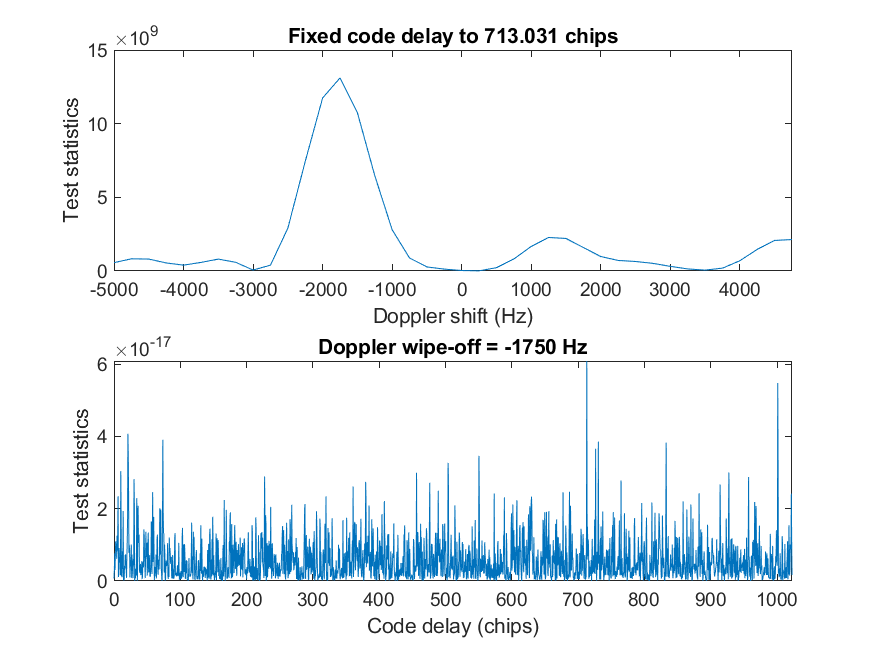 ×10⁹
Fixed code delay to 713.031 chips
15
10
5
0
Test statistics
-5000 -4000 -3000 -2000 -1000 0 1000 2000 3000 4000
Doppler shift (Hz)
×10⁻¹⁷
Doppler wipe-off = -1750 Hz
6
4
2
0
Test statistics
0 100 200 300 400 500 600 700 800 900 1000
Code delay (chips)